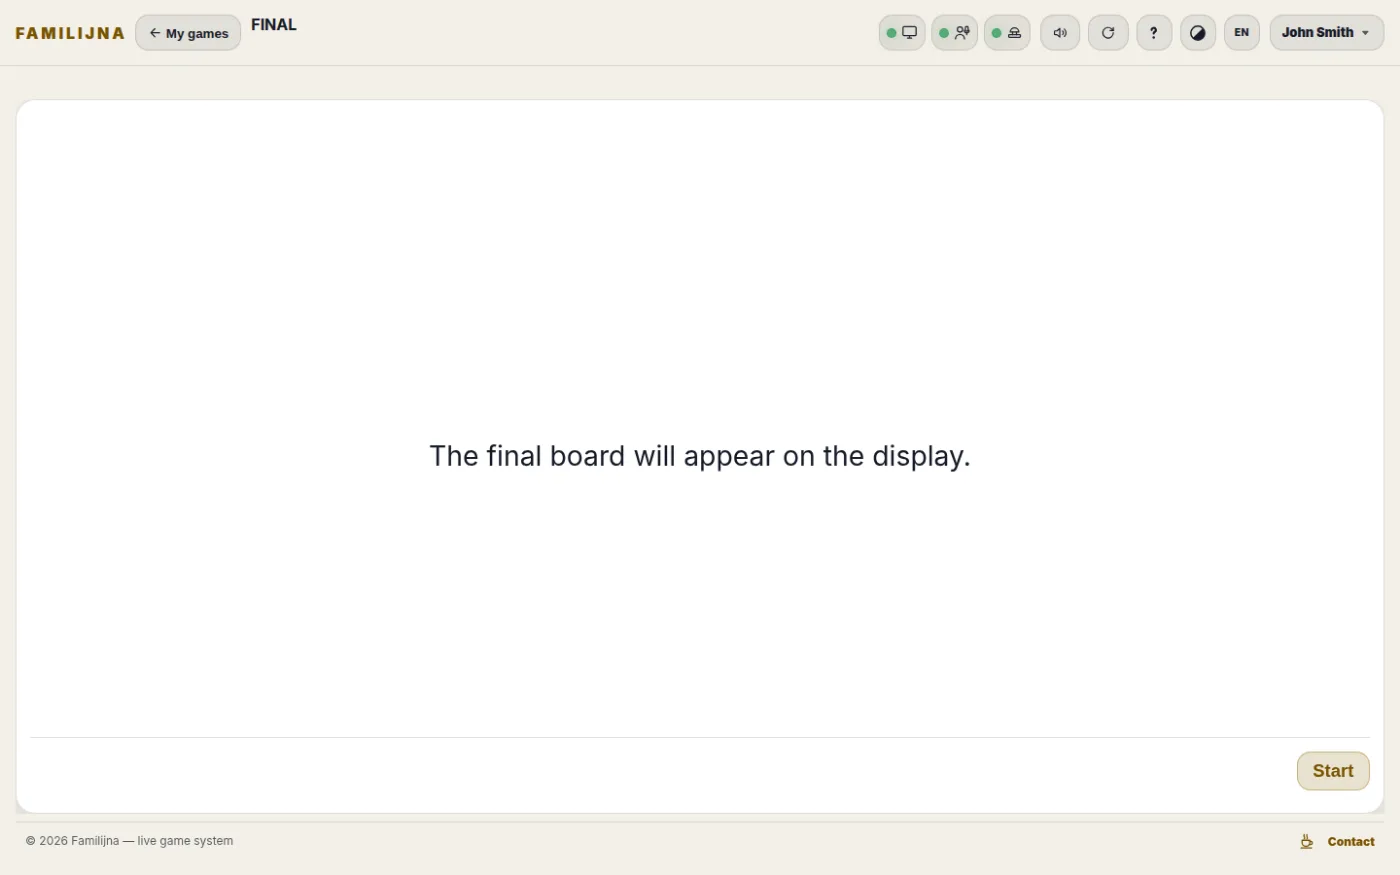 FAMILIJNA
← My games
FINAL
?
EN
John Smith
The final board will appear on the display.
Start
© 2026 Familijna — live game system
Contact